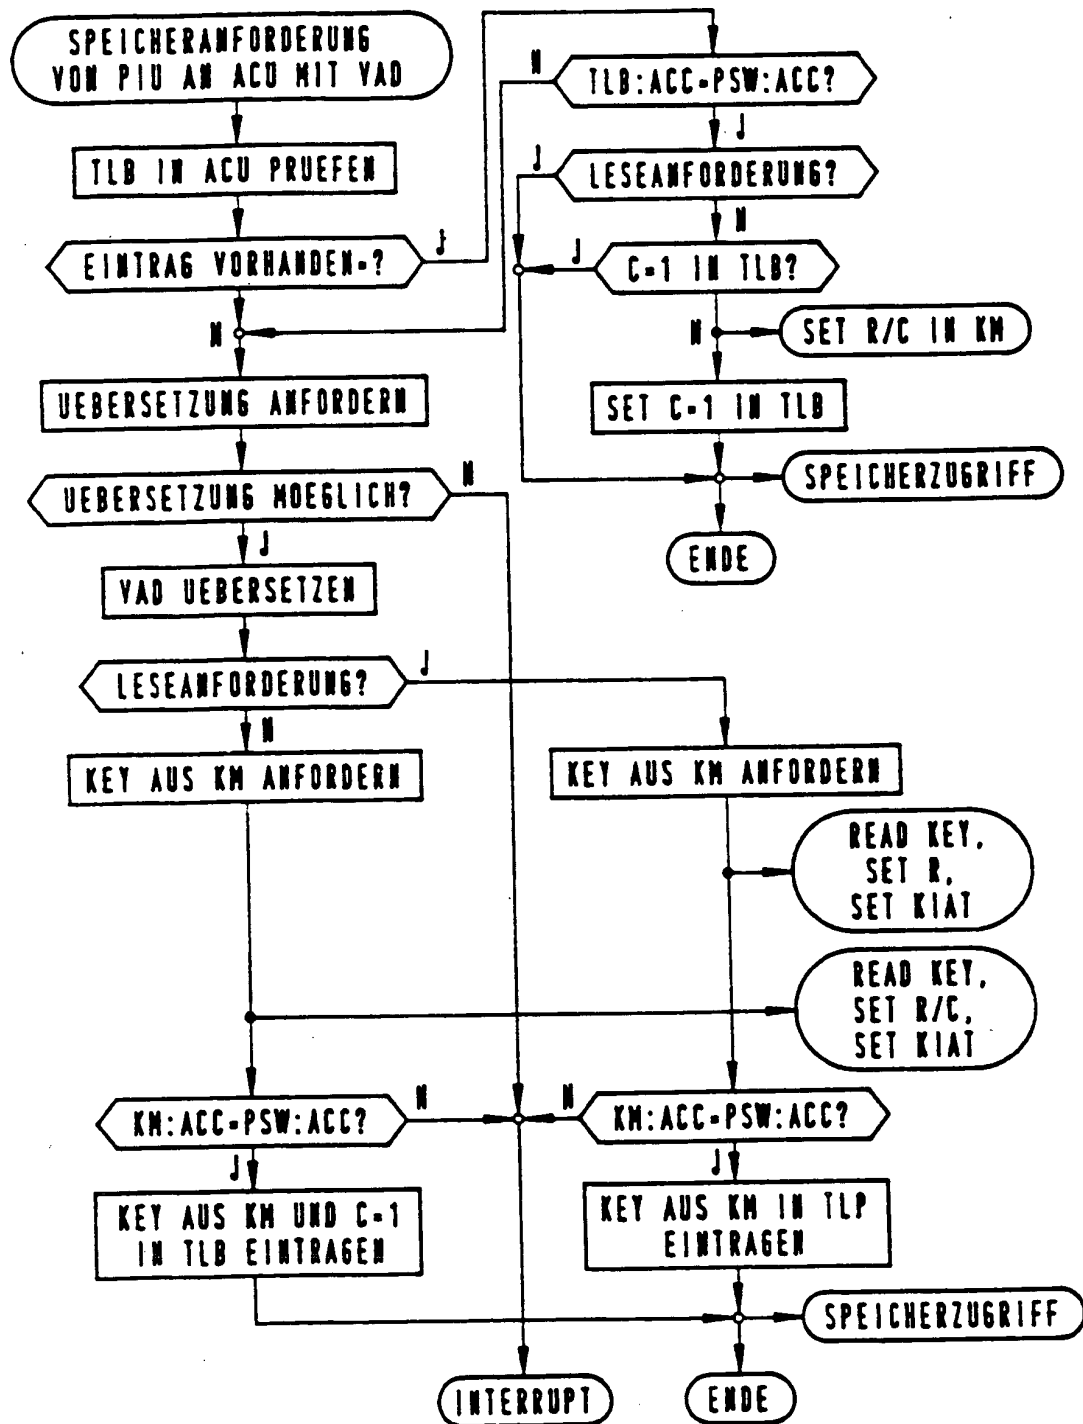 SPEICHERANFORDERUNG
VON PIU AN ACU MIT VAD
TLB IN ACU PRUEFEN
EINTRAG VORHANDEN=?
J
N
UEBERSETZUNG ANFORDERN
UEBERSETZUNG MOEGLICH?
N
J
VAD UEBERSETZEN
LESEANFORDERUNG?
J
N
KEY AUS KM ANFORDERN
TLB:ACC=PSW:ACC?
N
J
LESEANFORDERUNG?
J
N
C=1 IN TLB?
J
N
SET R/C IN KM
SET C=1 IN TLB
SPEICHERZUGRIFF
ENDE
KEY AUS KM ANFORDERN
READ KEY,
SET R,
SET KIAT
READ KEY,
SET R/C,
SET KIAT
KM:ACC=PSW:ACC?
N
J
KEY AUS KM UND C=1
IN TLB EINTRAGEN
KM:ACC=PSW:ACC?
N
J
KEY AUS KM IN TLP
EINTRAGEN
SPEICHERZUGRIFF
INTERRUPT
ENDE